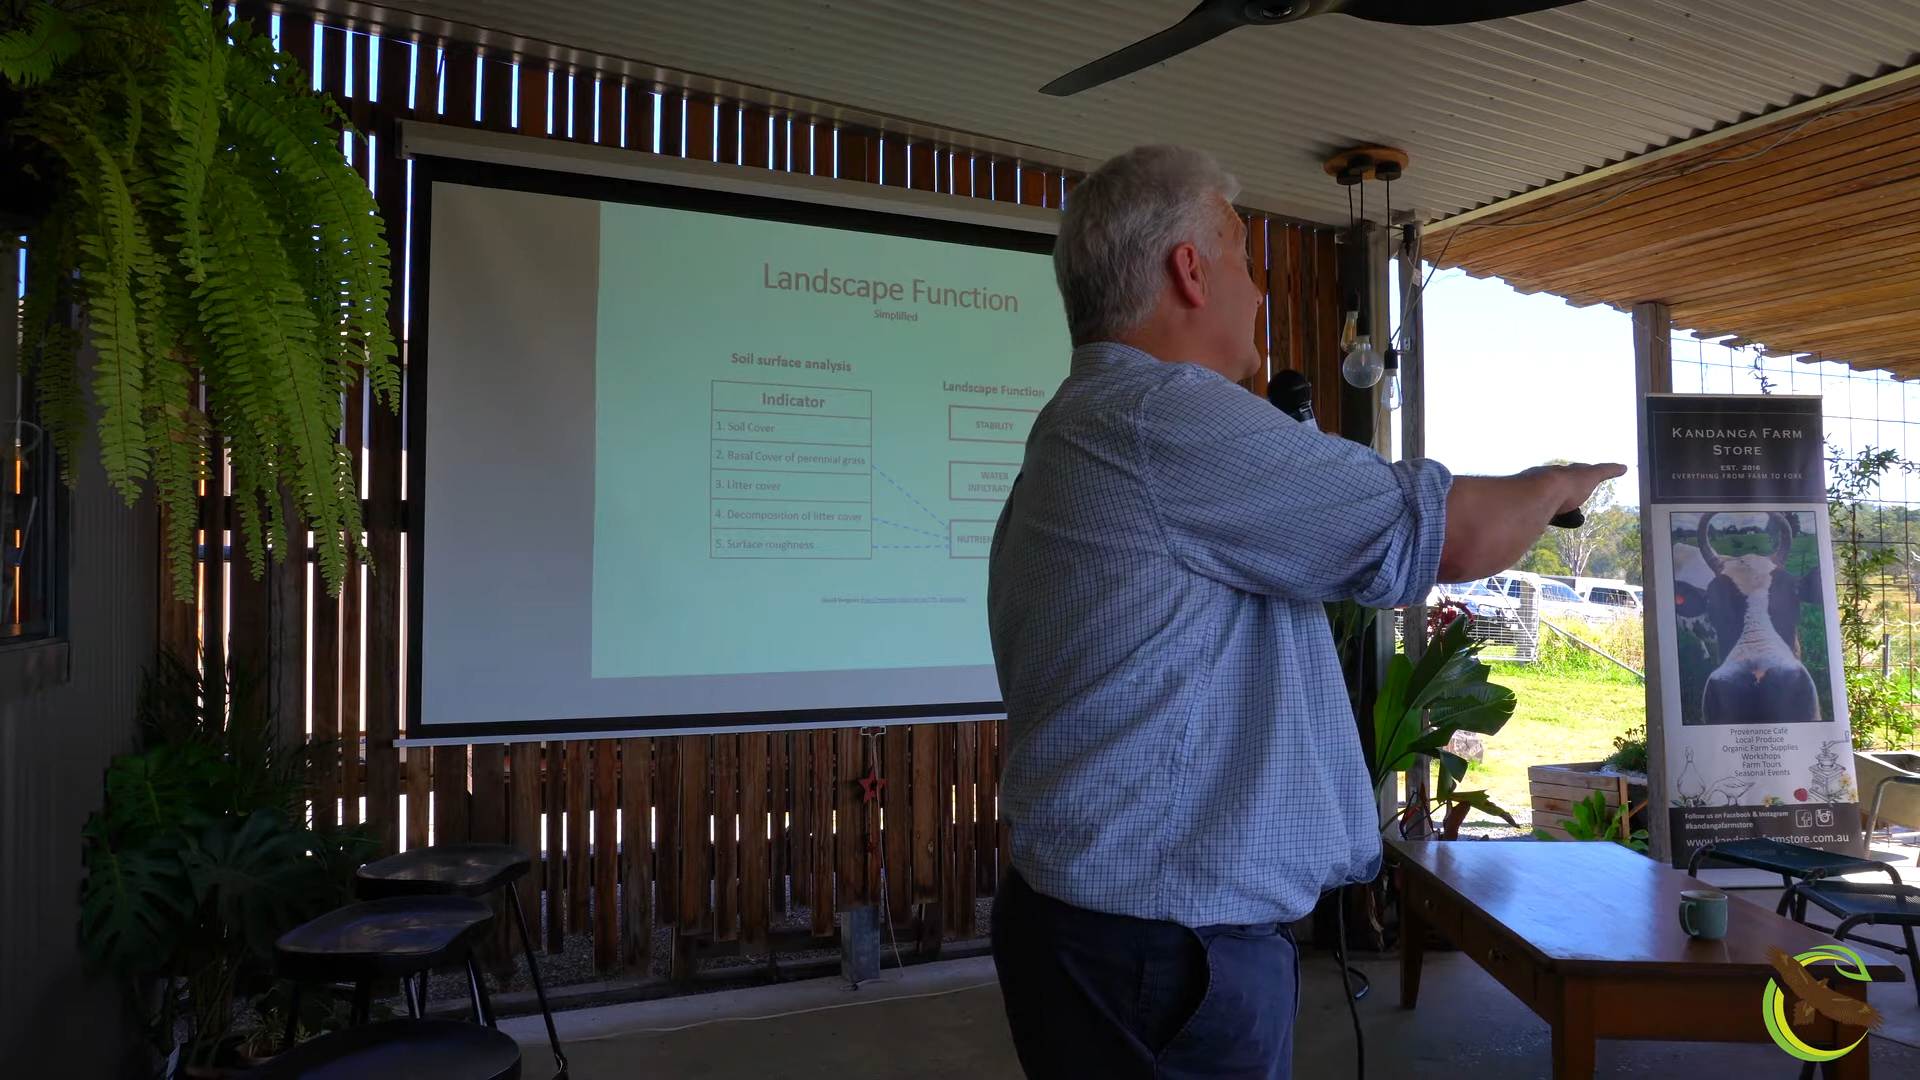 Landscape Function
Simplified
Soil surface analysis
Indicator
1. Soil Cover
2. Basal Cover of perennial grass
3. Litter cover
4. Decomposition of litter cover
5. Surface roughness
Landscape Function
STABILITY
WATER
KANDANGA FARM
STORE
EST. 2016
EVERYTHING FROM FARM TO FORK
Provenance Café
Local Produce
Organic Farm Supplies
Workshops
Farm Tours
Seasonal Events
Follow us on Facebook & Instagram
#kandangafarmstore